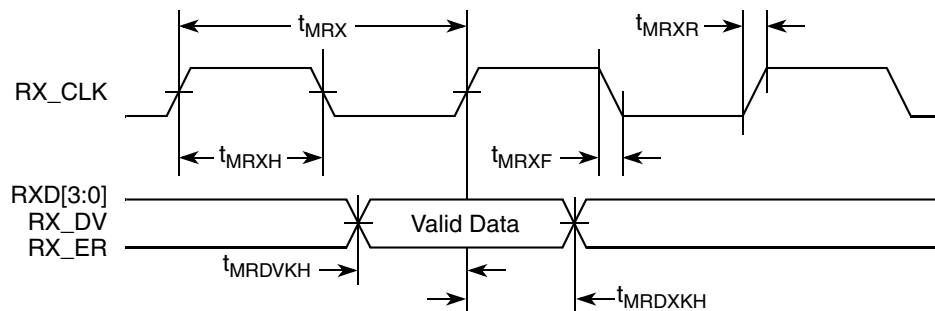 tMRX
tMRXR
RX_CLK
tMRXH
tMRXF
RXD[3:0]
RX_DV
RX_ER
Valid Data
tMRDVKH
tMRDXKH